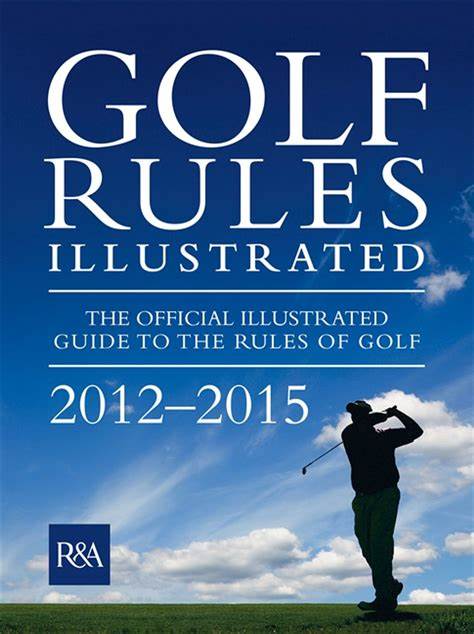 GOLF
RULES
ILLUSTRATED
THE OFFICIAL ILLUSTRATED
GUIDE TO THE RULES OF GOLF
2012–2015
R&A